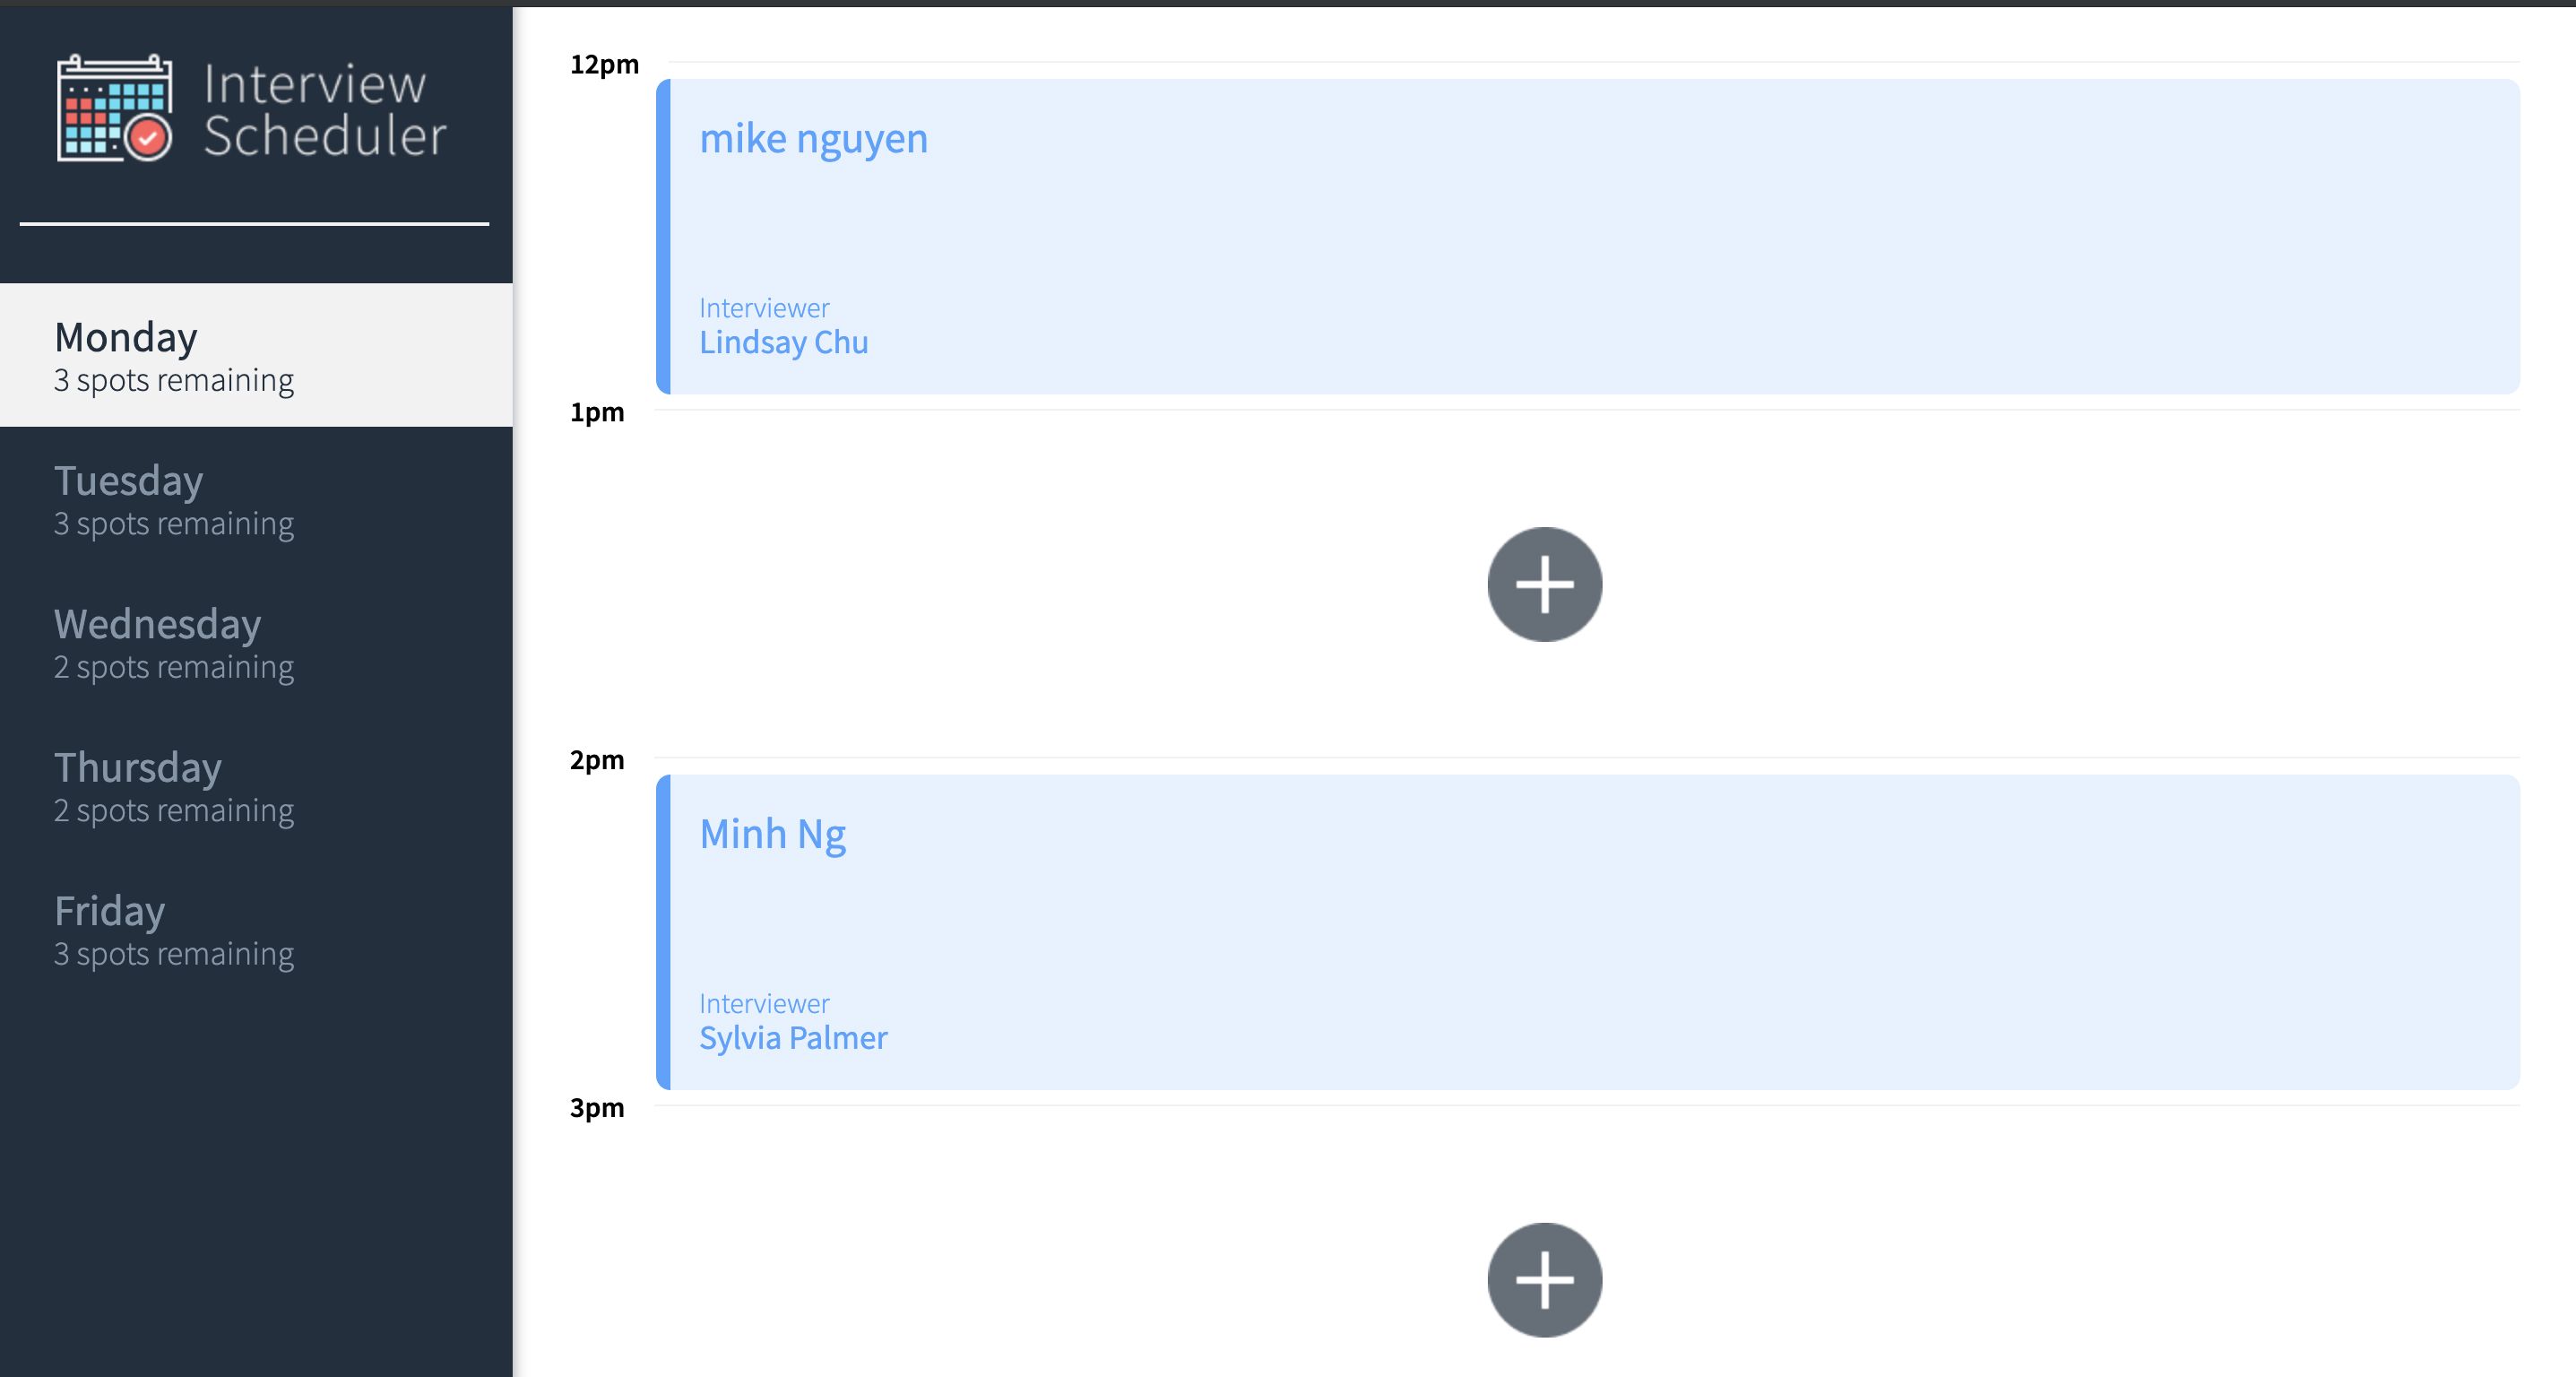 Interview
Scheduler
Monday
3 spots remaining
Tuesday
3 spots remaining
Wednesday
2 spots remaining
Thursday
2 spots remaining
Friday
3 spots remaining
12pm
mike nguyen
Interviewer
Lindsay Chu
1pm
2pm
Minh Ng
Interviewer
Sylvia Palmer
3pm